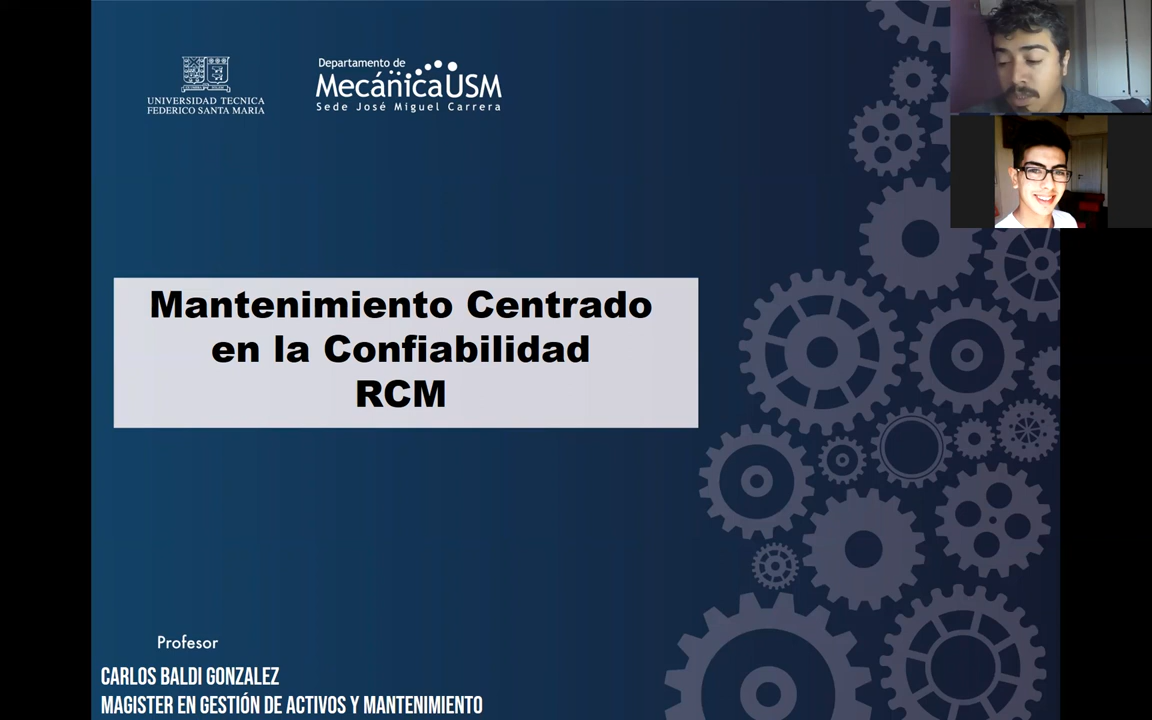 UNIVERSIDAD TECNICA
FEDERICO SANTA MARIA
Departamento de
MecánicaUSM
Sede José Miguel Carrera
Mantenimiento Centrado
en la Confiabilidad
RCM
Profesor
CARLOS BALDI GONZALEZ
MAGISTER EN GESTIÓN DE ACTIVOS Y MANTENIMIENTO